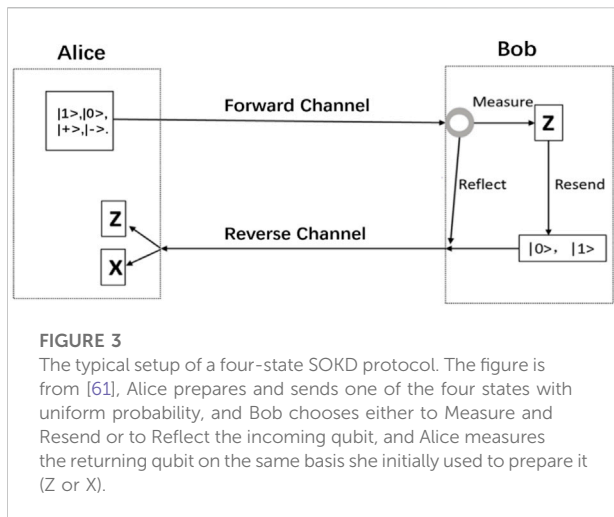 Alice
Bob
|1>,|0>,
|+>,|->.
Forward Channel
Measure
Z
Reflect
Resend
Z
X
Reverse Channel
|0>, |1>
FIGURE 3
The typical setup of a four-state SOKD protocol. The figure is
from [61], Alice prepares and sends one of the four states with
uniform probability, and Bob chooses either to Measure and
Resend or to Reflect the incoming qubit, and Alice measures
the returning qubit on the same basis she initially used to prepare it
(Z or X).